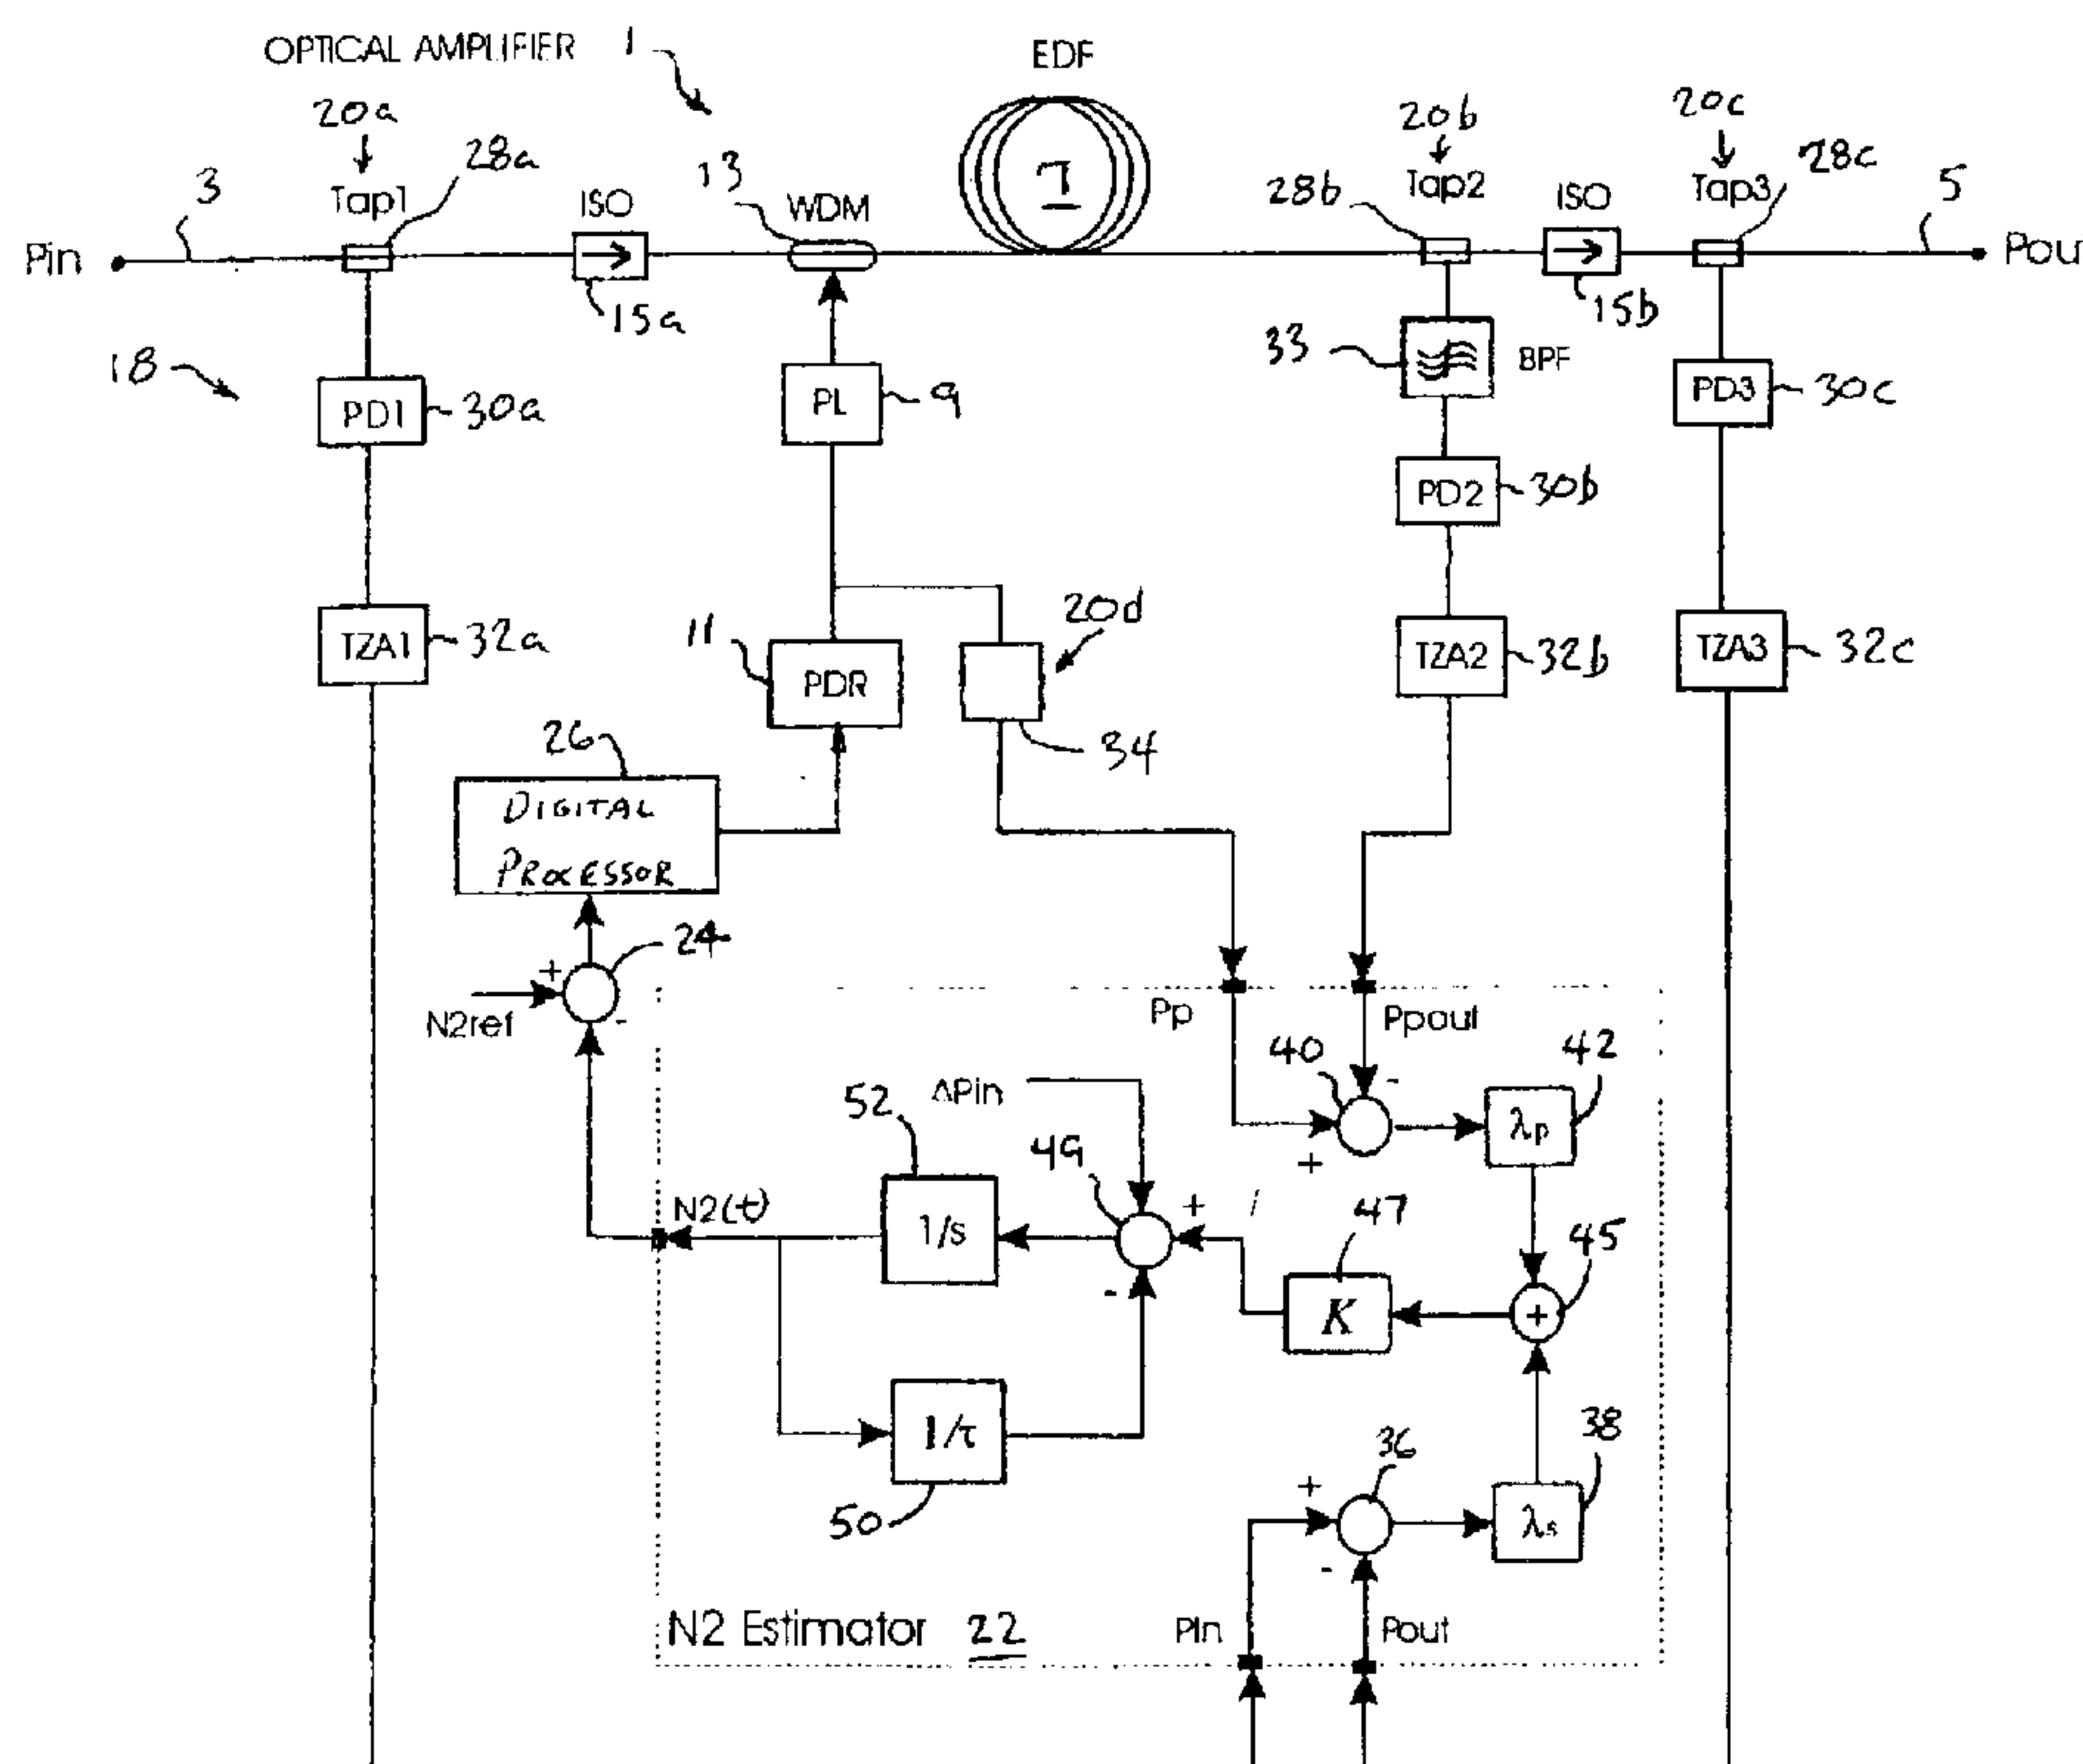 OPTICAL AMPLIFIER 1
EDF
20a
20b
20c
28a
13
28b
28c
3
Tap1
ISO
WDM
7
Tap2
ISO
Tap3
5
Pin
Pou
15a
15b
18
33
BPF
PD1
30a
PL
9
PD3
30c
PD2
30b
20d
TZA1
32a
11
PDR
TZA2
32b
TZA3
32c
26
34
DIGITAL
PROCESSOR
24
+
N2ref
-
Pp
Ppout
40
-
42
ΔPin
52
λp
49
+
N2(t)
+
/
47
1/s
45
-
K
+
1/τ
36
38
+
50
λs
-
N2 Estimator 22
Pin
Pout